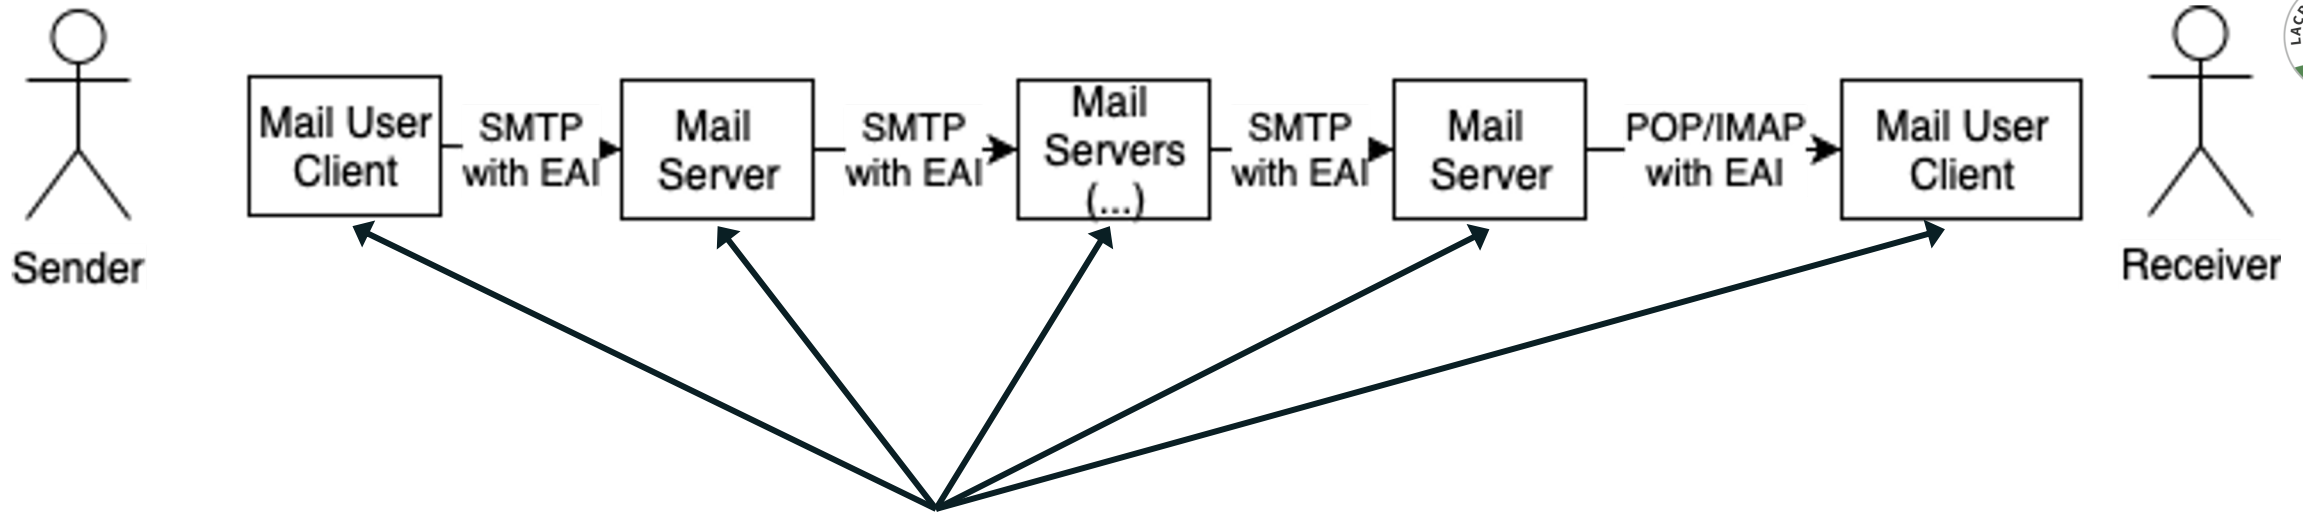 Mail User
Client
SMTP
with EAI
Mail
Server
SMTP
with EAI
Mail
Servers
(...)
SMTP
with EAI
Mail
Server
POP/IMAP
with EAI
Mail User
Client
Sender
Receiver